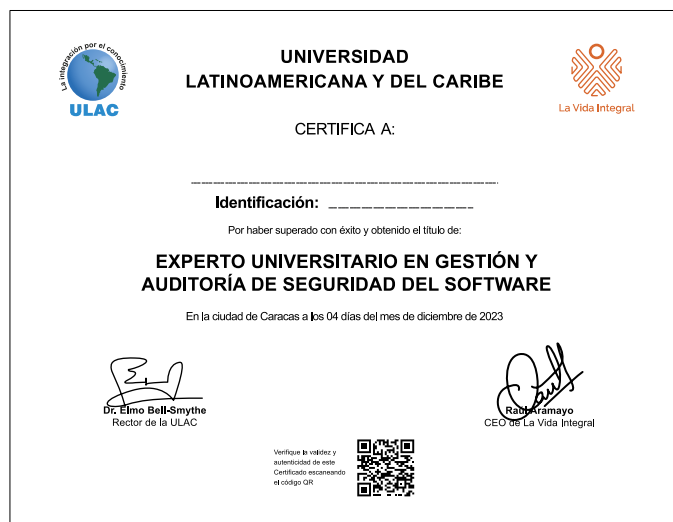 La integración por el conocimiento
ULAC
UNIVERSIDAD
LATINOAMERICANA Y DEL CARIBE
La Vida Integral
CERTIFICA A:
Identificación:
Por haber superado con éxito y obtenido el título de:
EXPERTO UNIVERSITARIO EN GESTIÓN Y
AUDITORÍA DE SEGURIDAD DEL SOFTWARE
En la ciudad de Caracas a los 04 días del mes de diciembre de 2023
Dr. Elmo Bell-Smythe
Rector de la ULAC
Raúl Aramayo
CEO de La Vida Integral
Verifique la validez y
autenticidad de este
Certificado escaneando
el código QR